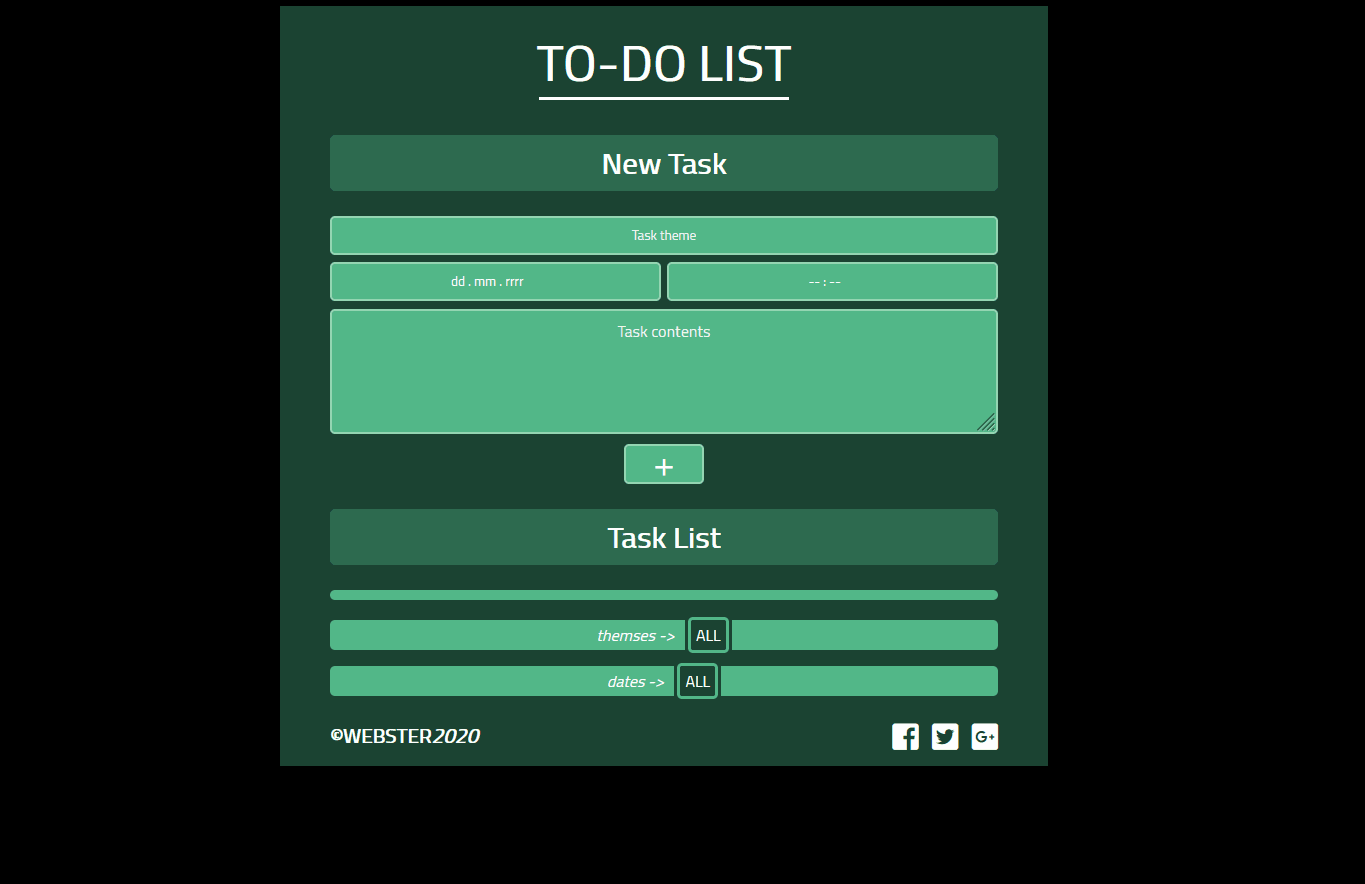 TO-DO LIST
New Task
Task theme
dd.mm.rrrr
--:--
Task contents
+
Task List
themses -> ALL
dates -> ALL
©WEBSTER2020
G+